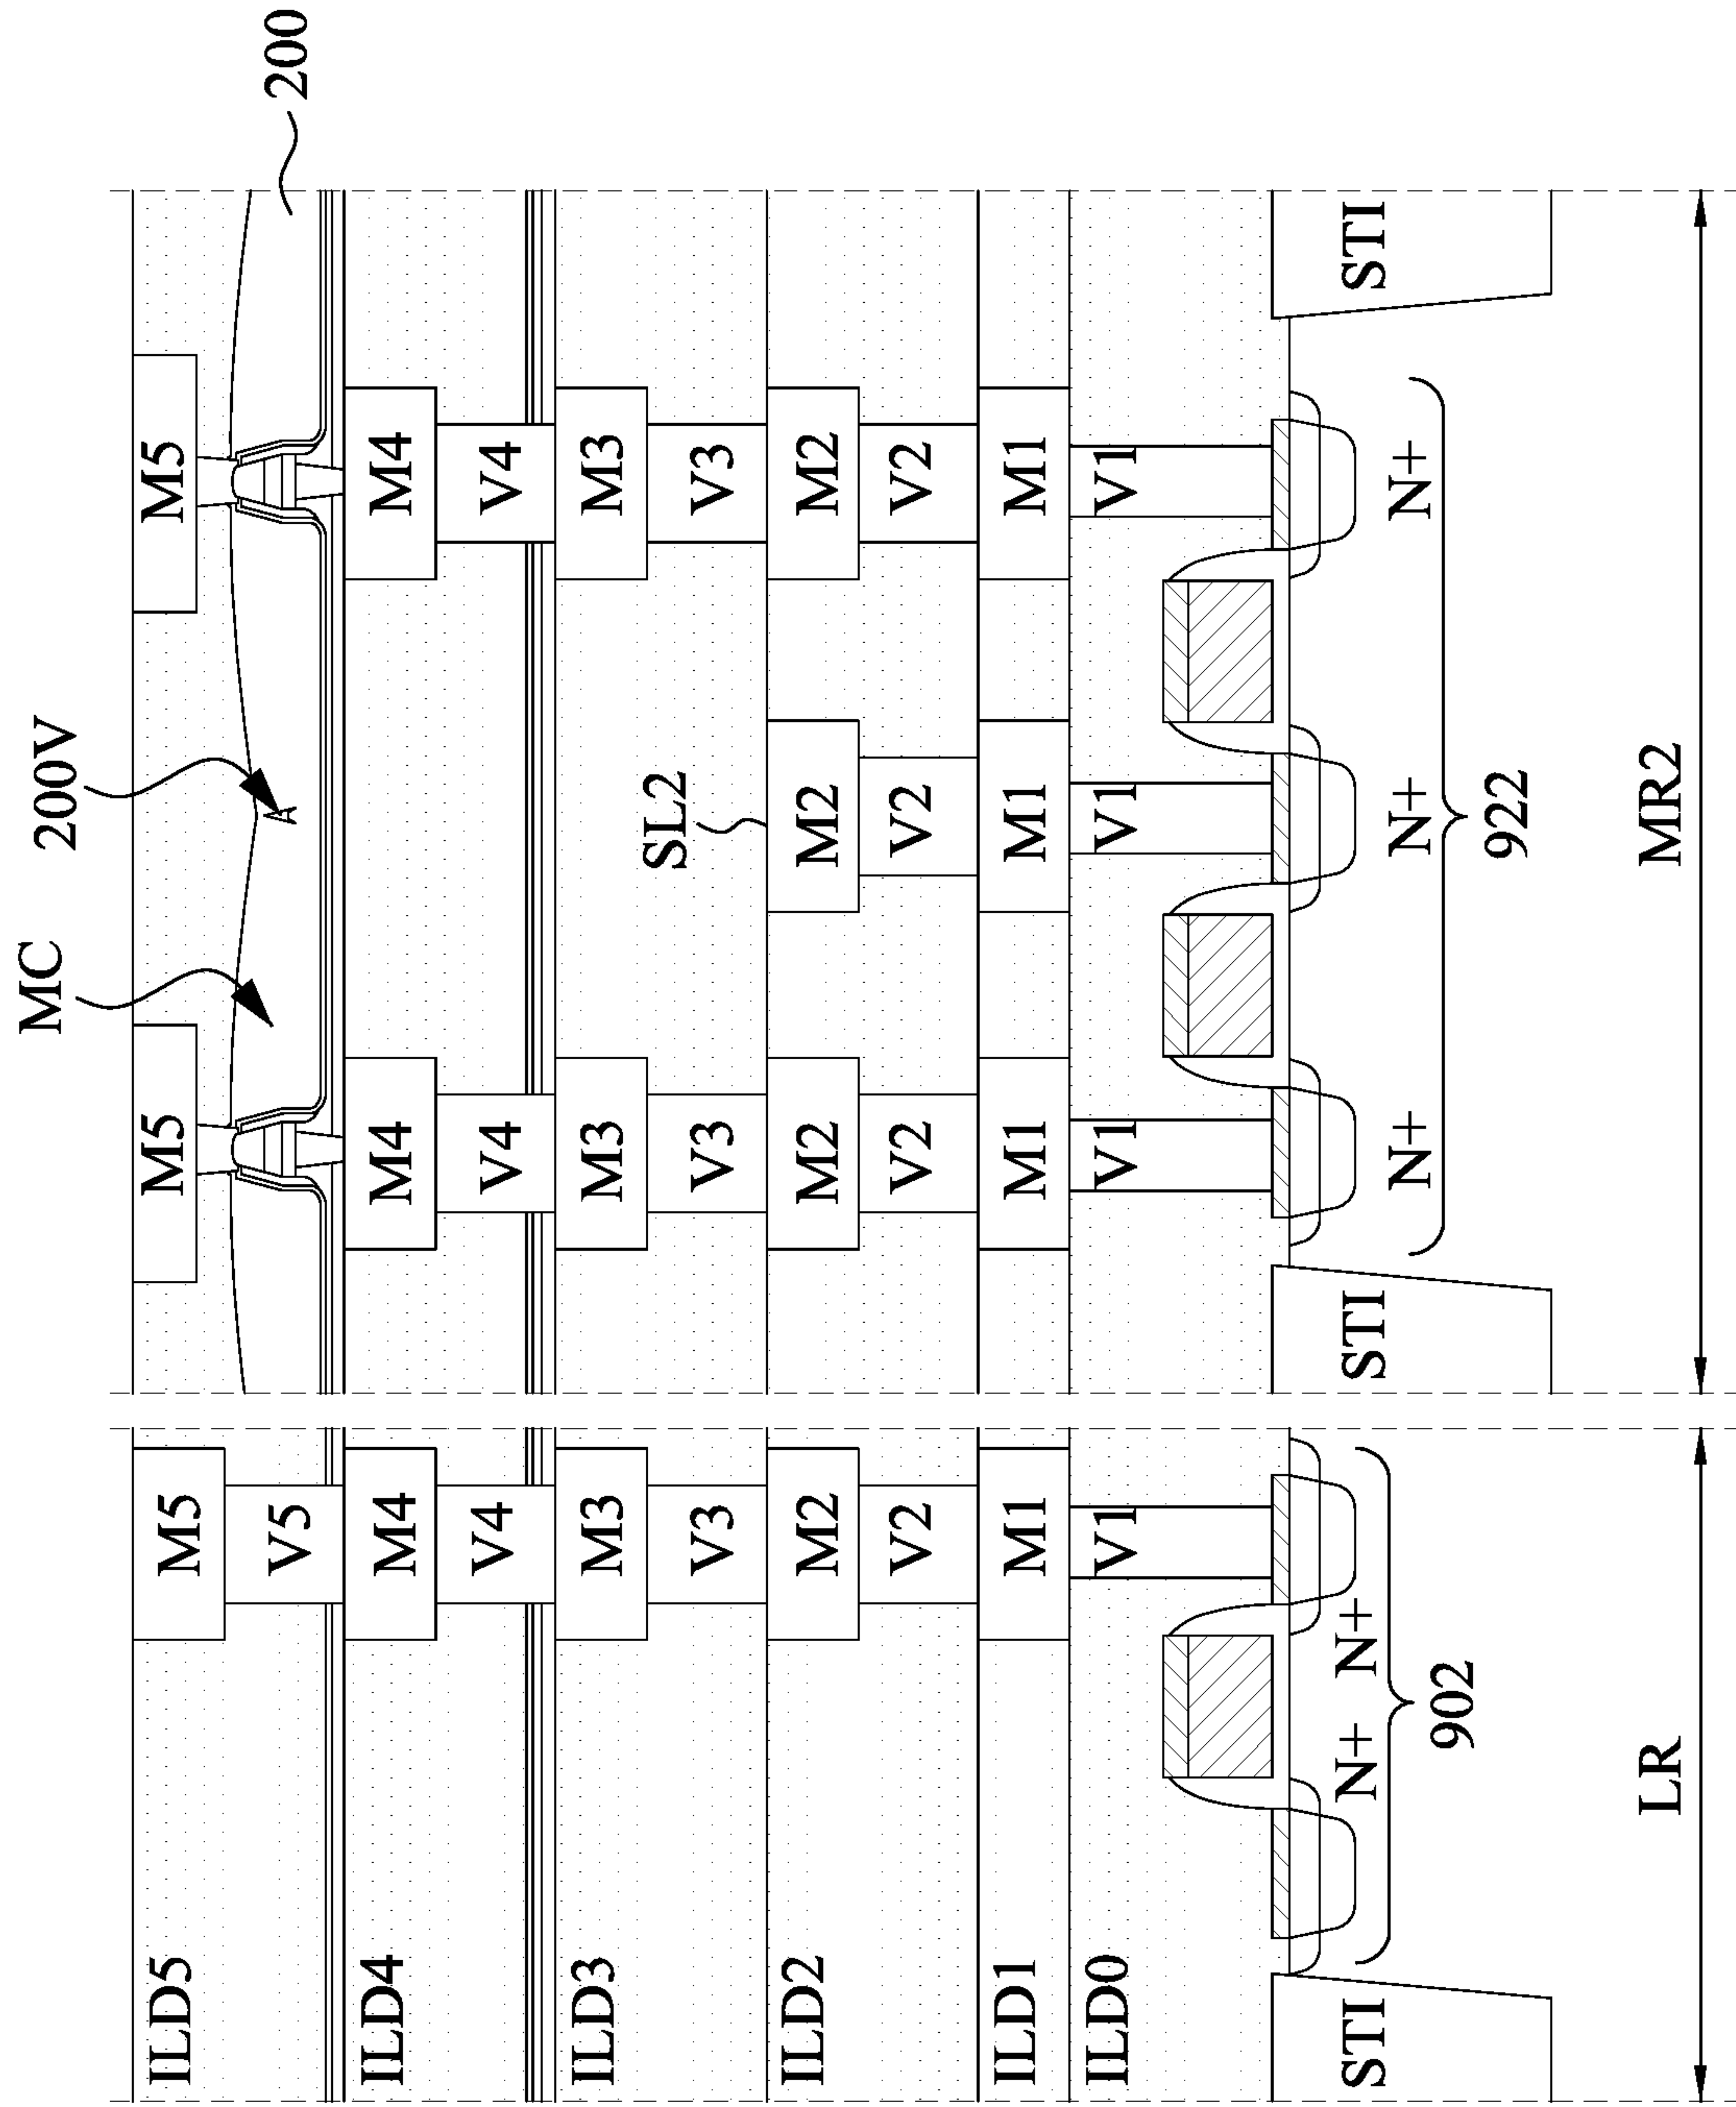 MC 200V
ILD5 M5 M5 M5
V5 200
ILD4 M4 M4 M4
V4 V4 V4
ILD3 M3 M3 M3
SL2
V3 V3 V3
ILD2 M2 M2 M2 M2
V2 V2 V2 V2
ILD1 M1 M1 M1 M1
ILD0 V1 V1 V1 V1
STI N+ N+ STI STI
N+ N+ N+
902 922
LR MR2